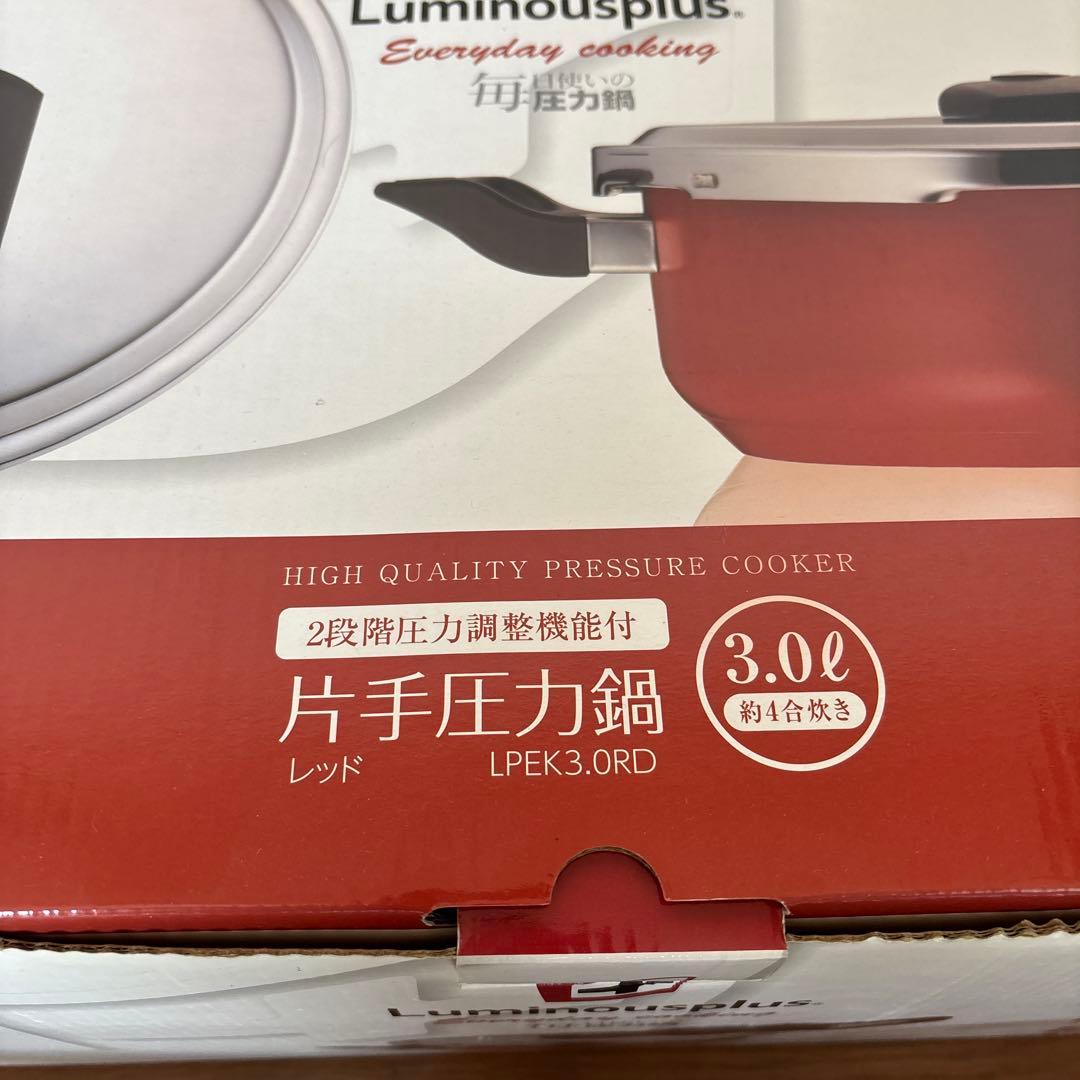 Luminousplus®
Everyday cooking
毎日使いの
圧力鍋
HIGH QUALITY PRESSURE COOKER
2段階圧力調整機能付
片手圧力鍋
レッド LPEK3.0RD
3.0ℓ
約4合炊き
Luminousplus®